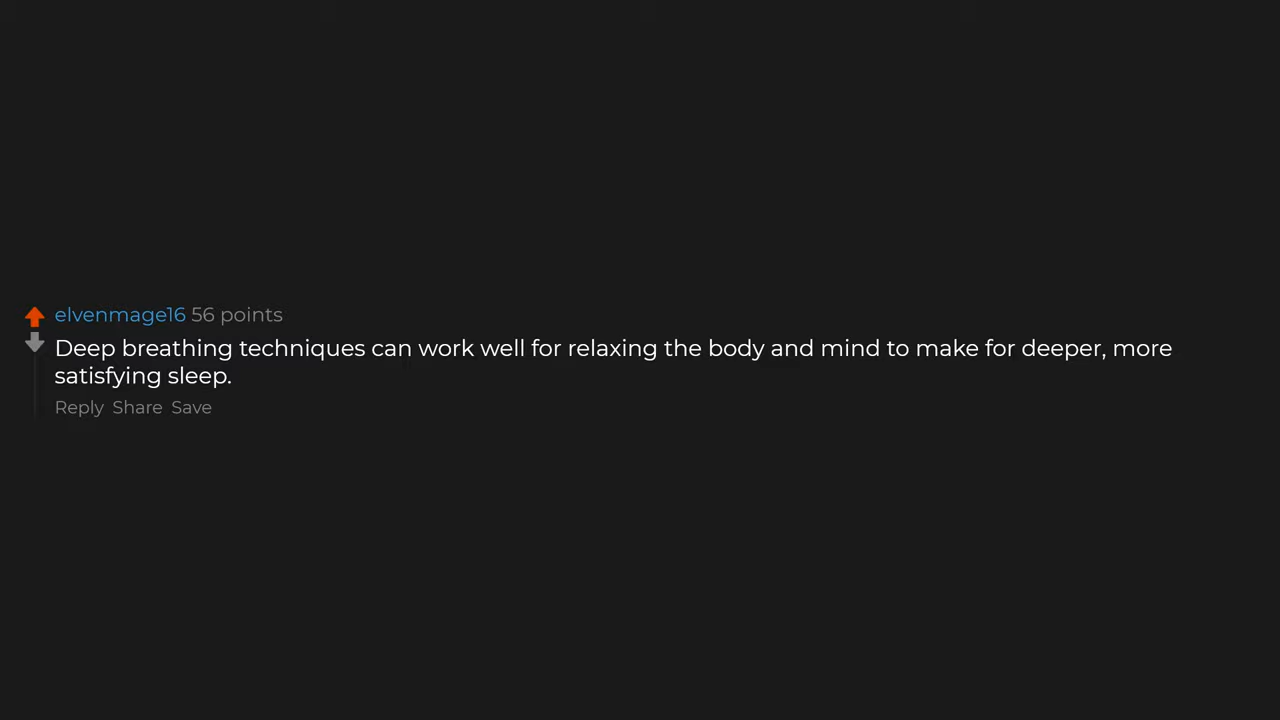 elvenmage16 56 points
Deep breathing techniques can work well for relaxing the body and mind to make for deeper, more
satisfying sleep.
Reply Share Save